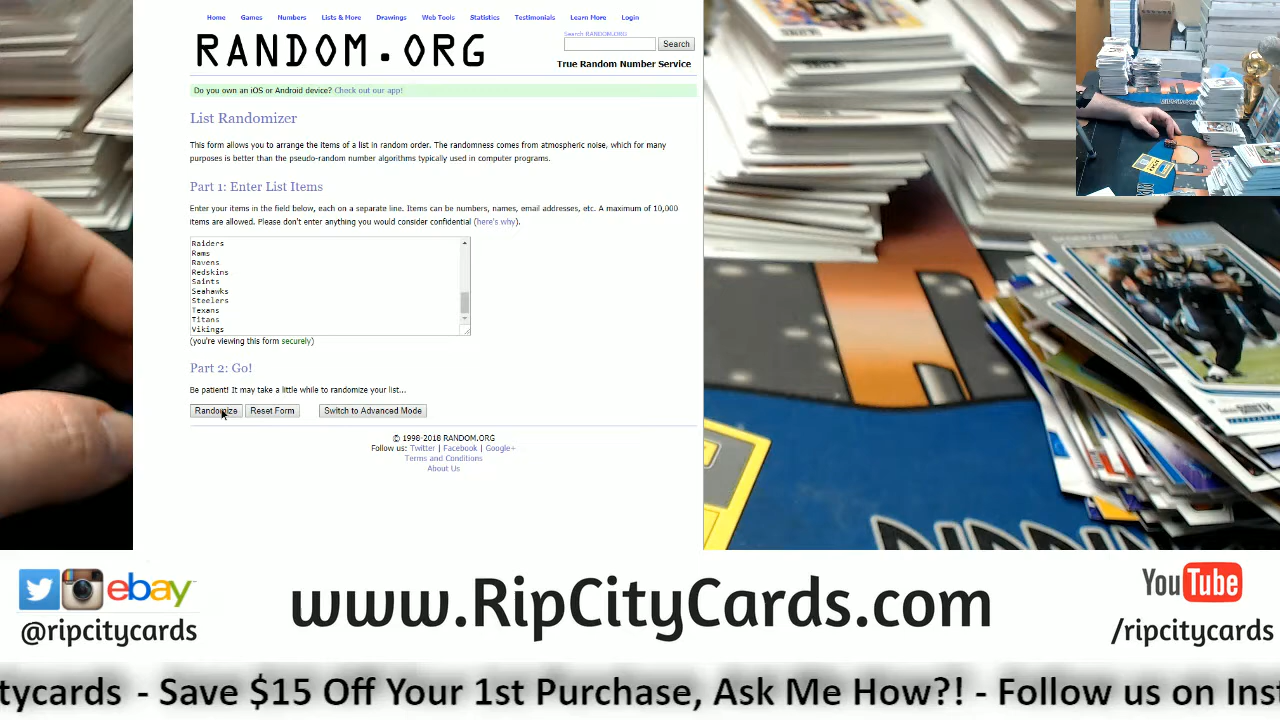 Home Games Numbers Lists & More Drawings Web Tools Statistics Testimonials Learn More Login
RANDOM.ORG
Search RANDOM.ORG
Search
True Random Number Service
Do you own an iOS or Android device? Check out our app!
List Randomizer
This form allows you to arrange the items of a list in random order. The randomness comes from atmospheric noise, which for many
purposes is better than the pseudo-random number algorithms typically used in computer programs.
Part 1: Enter List Items
Enter your items in the field below, each on a separate line. Items can be numbers, names, email addresses, etc. A maximum of 10,000
items are allowed. Please don't enter anything you would consider confidential (here's why).
Raiders
Rams
Ravens
Redskins
Saints
Seahawks
Steelers
Texans
Titans
Vikings
(you're viewing this form securely)
Part 2: Go!
Be patient! It may take a little while to randomize your list...
Randomize Reset Form Switch to Advanced Mode
© 1998-2018 RANDOM.ORG
Follow us: Twitter | Facebook | Google+
Terms and Conditions
About Us
ebay
@ripcitycards
www.RipCityCards.com
YouTube
/ripcitycards
tycards - Save $15 Off Your 1st Purchase, Ask Me How?! - Follow us on Inst